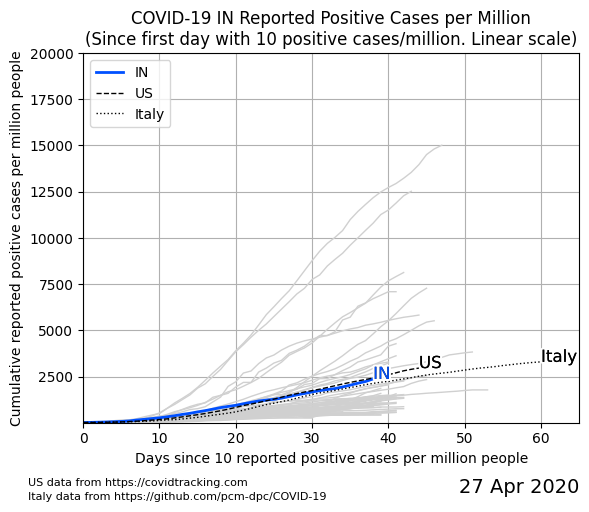 COVID-19 IN Reported Positive Cases per Million
(Since first day with 10 positive cases/million. Linear scale)
Cumulative reported positive cases per million people
20000
17500
15000
12500
10000
7500
5000
2500
IN
US
Italy
IN
US
Italy
0
10
20
30
40
50
60
Days since 10 reported positive cases per million people
US data from https://covidtracking.com
Italy data from https://github.com/pcm-dpc/COVID-19
27 Apr 2020